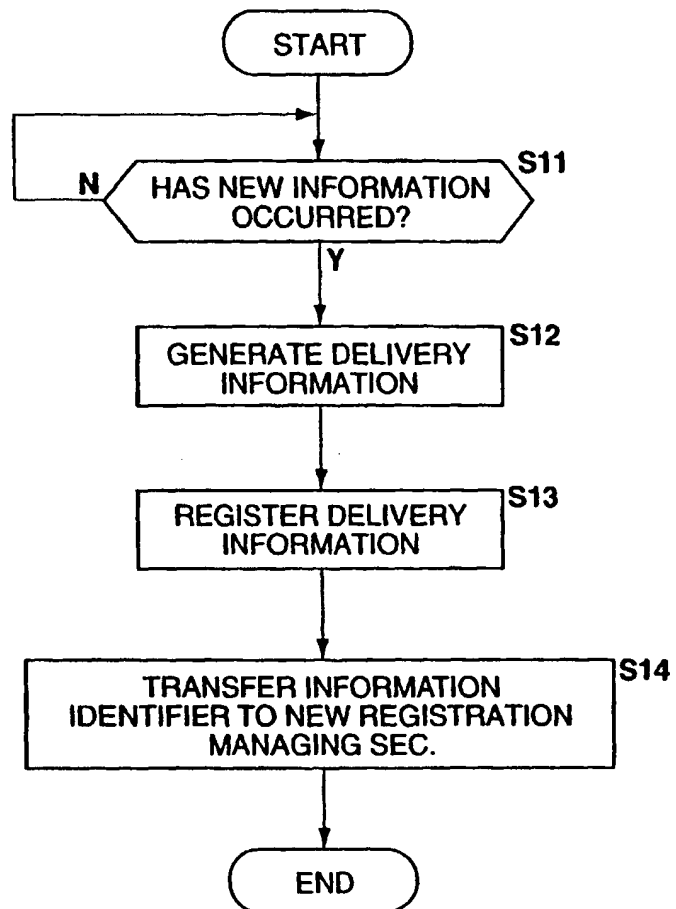 START
S11
N
HAS NEW INFORMATION
OCCURRED?
Y
S12
GENERATE DELIVERY
INFORMATION
S13
REGISTER DELIVERY
INFORMATION
S14
TRANSFER INFORMATION
IDENTIFIER TO NEW REGISTRATION
MANAGING SEC.
END